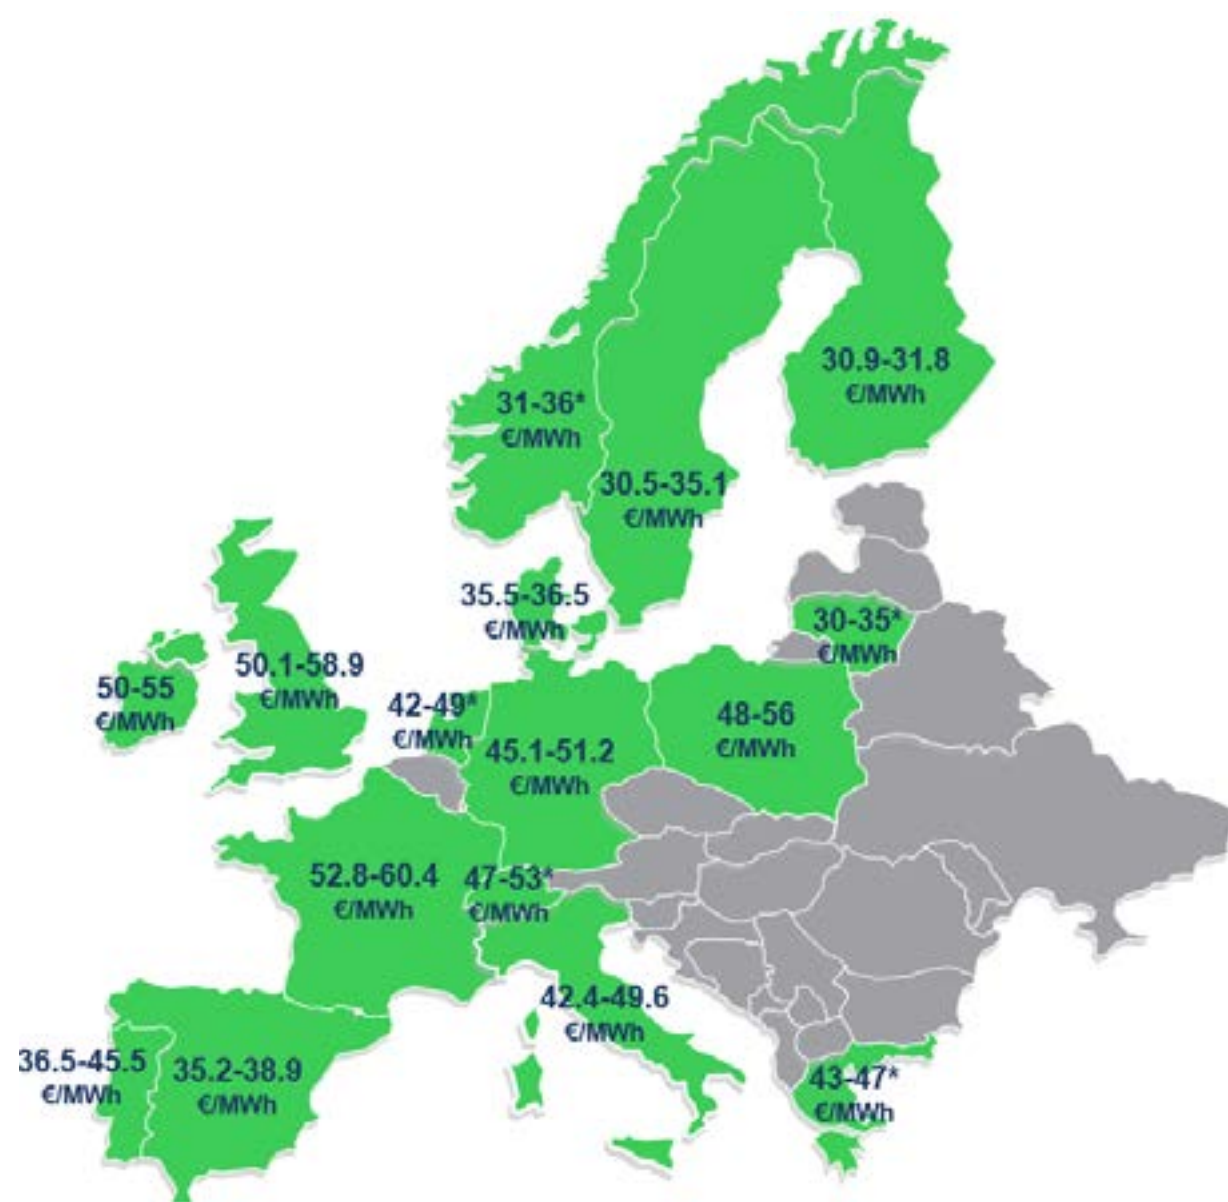 30.9-31.8
€/MWh
31-36*
€/MWh
30.5-35.1
€/MWh
35.5-36.5
€/MWh
30-35*
€/MWh
50.1-58.9
€/MWh
50-55
€/MWh
42-49*
€/MWh
48-56
€/MWh
45.1-51.2
€/MWh
52.8-60.4
€/MWh
47-53*
€/MWh
42.4-49.6
€/MWh
36.5-45.5
€/MWh
35.2-38.9
€/MWh
43-47*
€/MWh